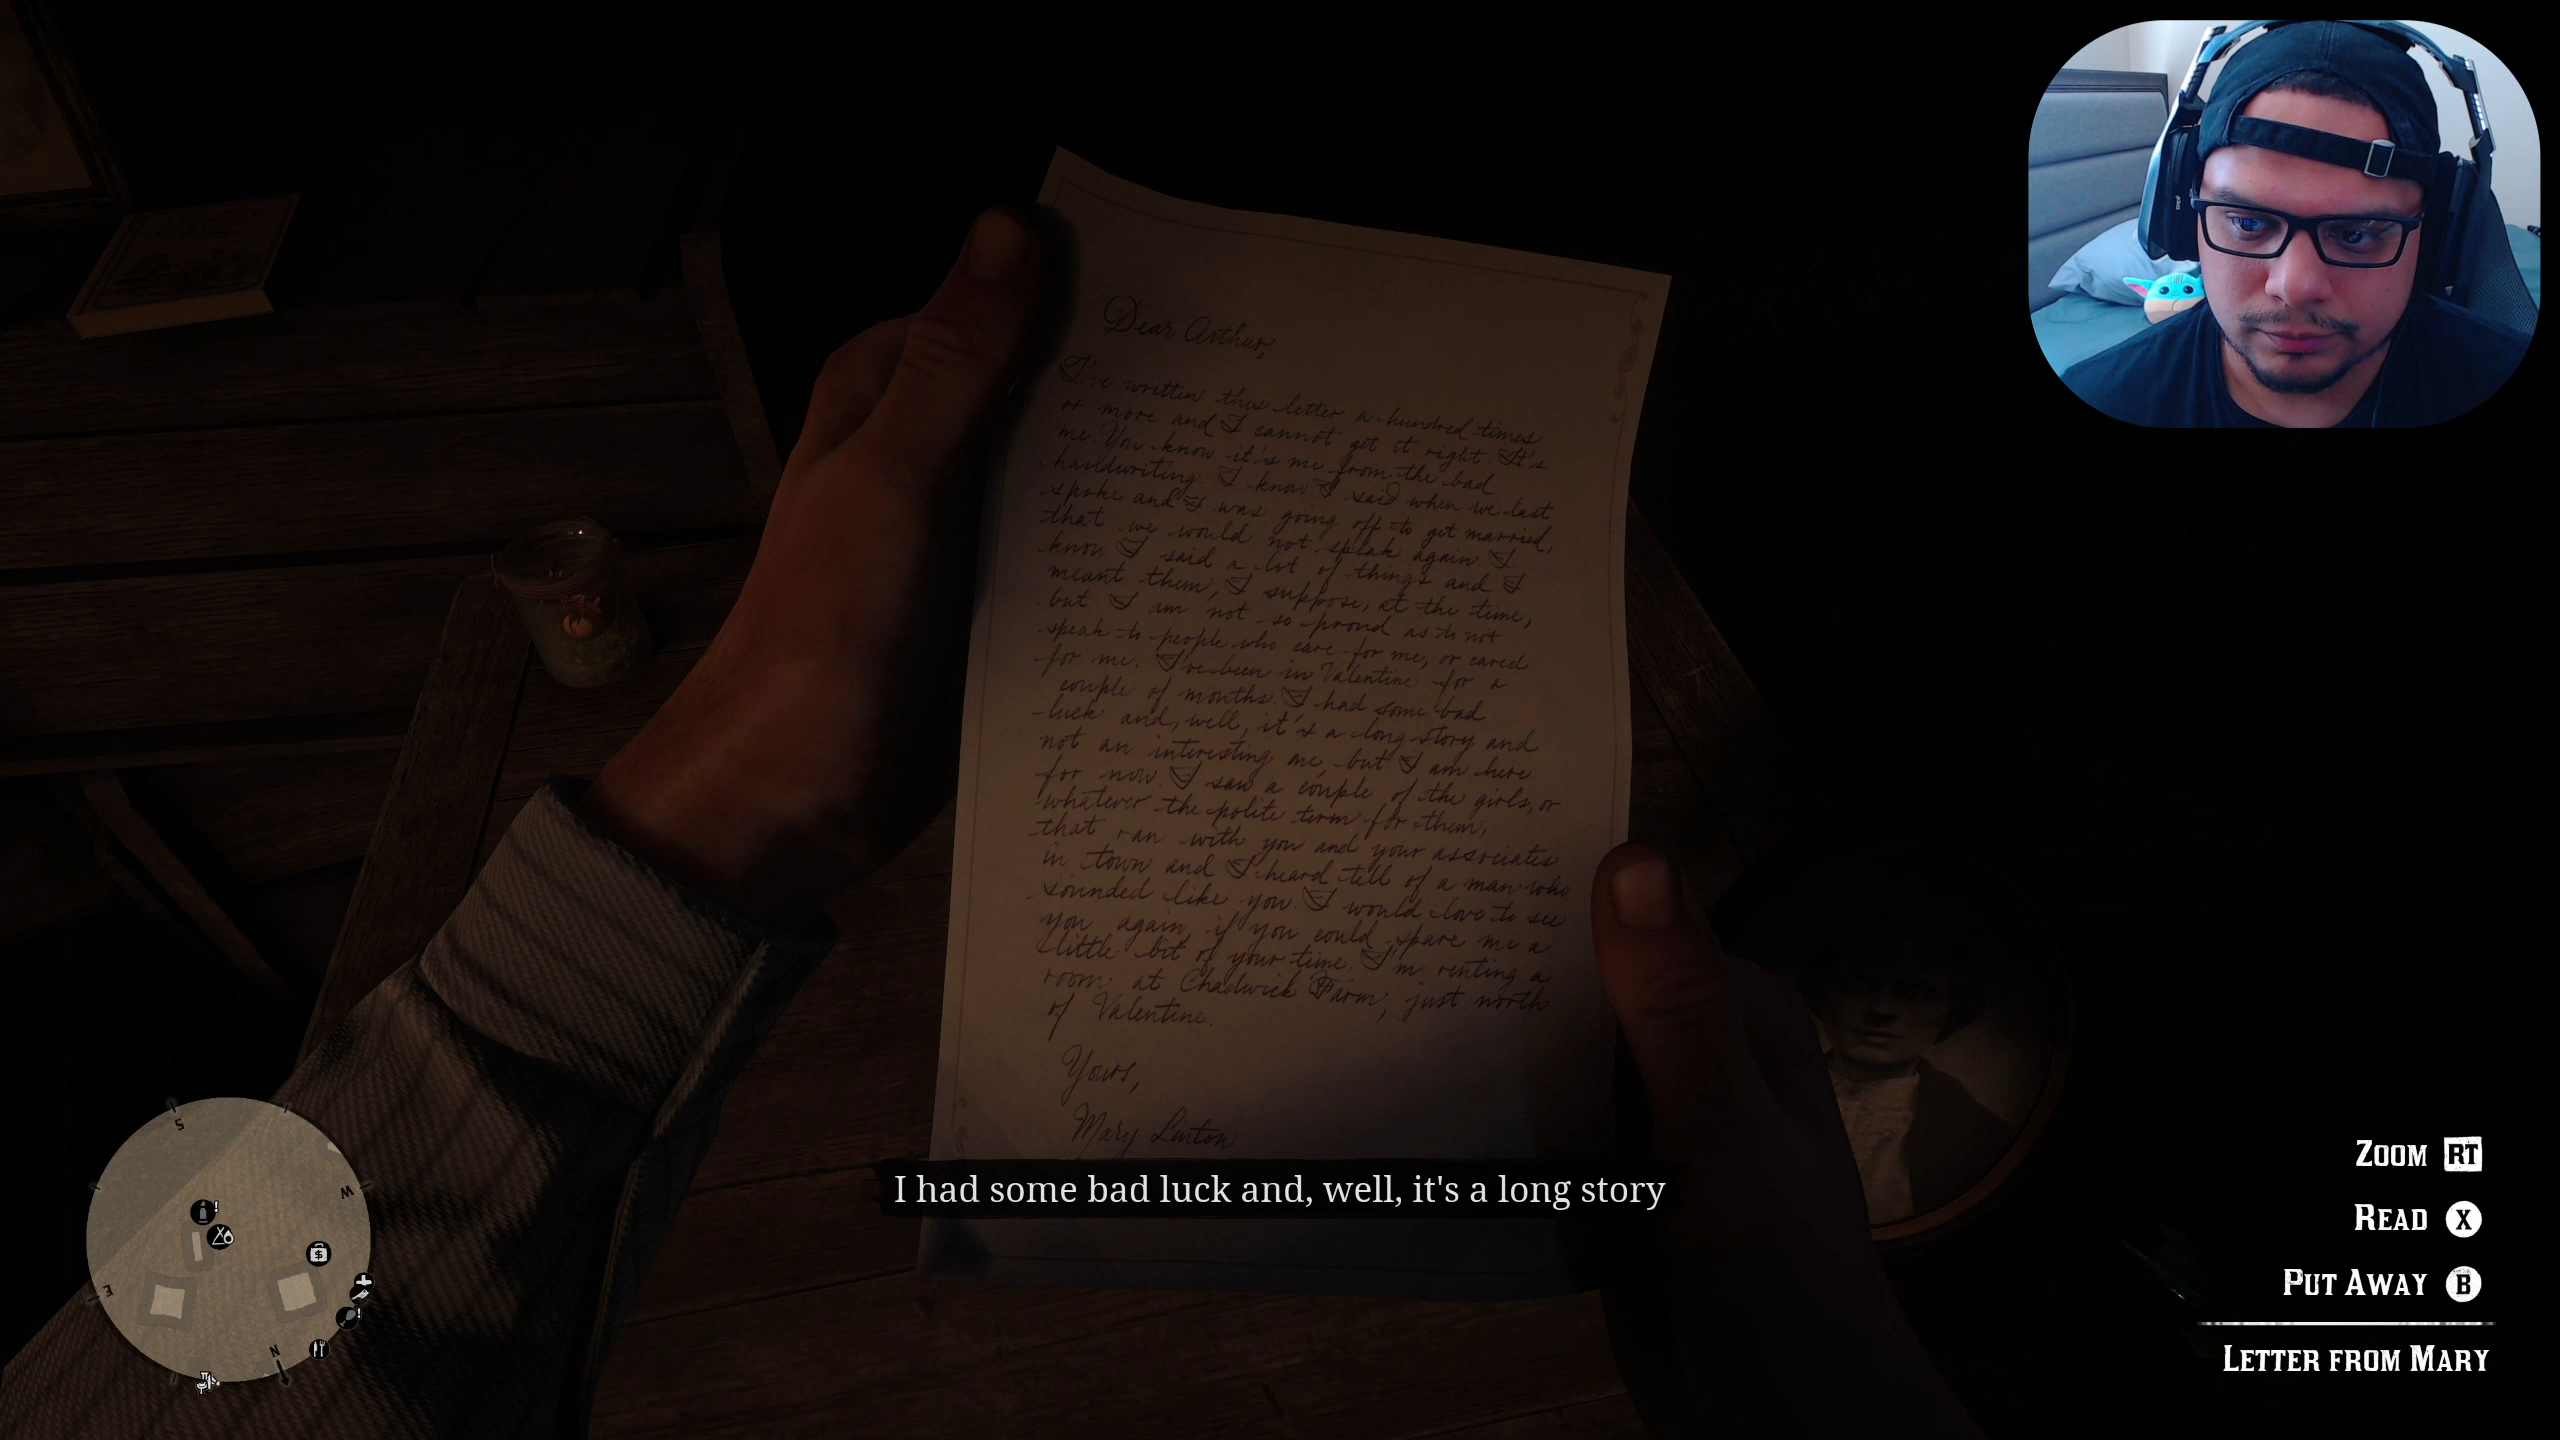 Dear Arthur,
I've written this letter a hundred times
or more and I cannot get it right. It's
me. You know it's me from the bad
handwriting. I know I said when we last
spoke and I was going off to get married,
that we would not speak again. I
know I said a lot of things and I
meant them, I suppose, at the time,
but I am not so proud as to not
speak to people who care for me, or cared
for me. I've been in Valentine for a
couple of months. I had some bad
luck and, well, it's a long story and
not an interesting one, but I am here
for now. I saw a couple of the girls, or
whatever the polite term for them,
that ran with you and your associates
in town and I heard tell of a man who
sounded like you. I would love to see
you again, if you could spare me a
little bit of your time. I'm renting a
room at Chadwick Farm, just north
of Valentine.
Yours,
Mary Linton
I had some bad luck and, well, it's a long story
S
W
E
N
ZOOM RT
READ X
PUT AWAY B
LETTER FROM MARY